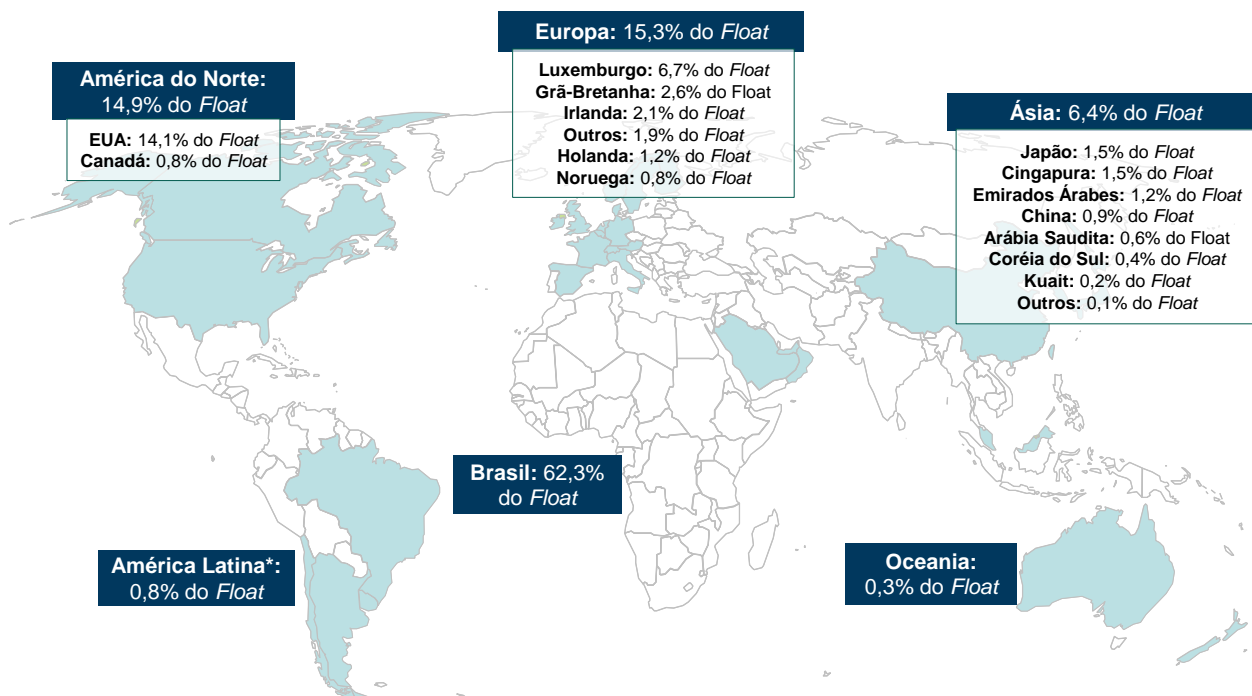 América do Norte:
14,9% do Float
EUA: 14,1% do Float
Canadá: 0,8% do Float
Europa: 15,3% do Float
Luxemburgo: 6,7% do Float
Grã-Bretanha: 2,6% do Float
Irlanda: 2,1% do Float
Outros: 1,9% do Float
Holanda: 1,2% do Float
Noruega: 0,8% do Float
Ásia: 6,4% do Float
Japão: 1,5% do Float
Cingapura: 1,5% do Float
Emirados Árabes: 1,2% do Float
China: 0,9% do Float
Arábia Saudita: 0,6% do Float
Coréia do Sul: 0,4% do Float
Kuait: 0,2% do Float
Outros: 0,1% do Float
Brasil: 62,3%
do Float
América Latina*:
0,8% do Float
Oceania:
0,3% do Float